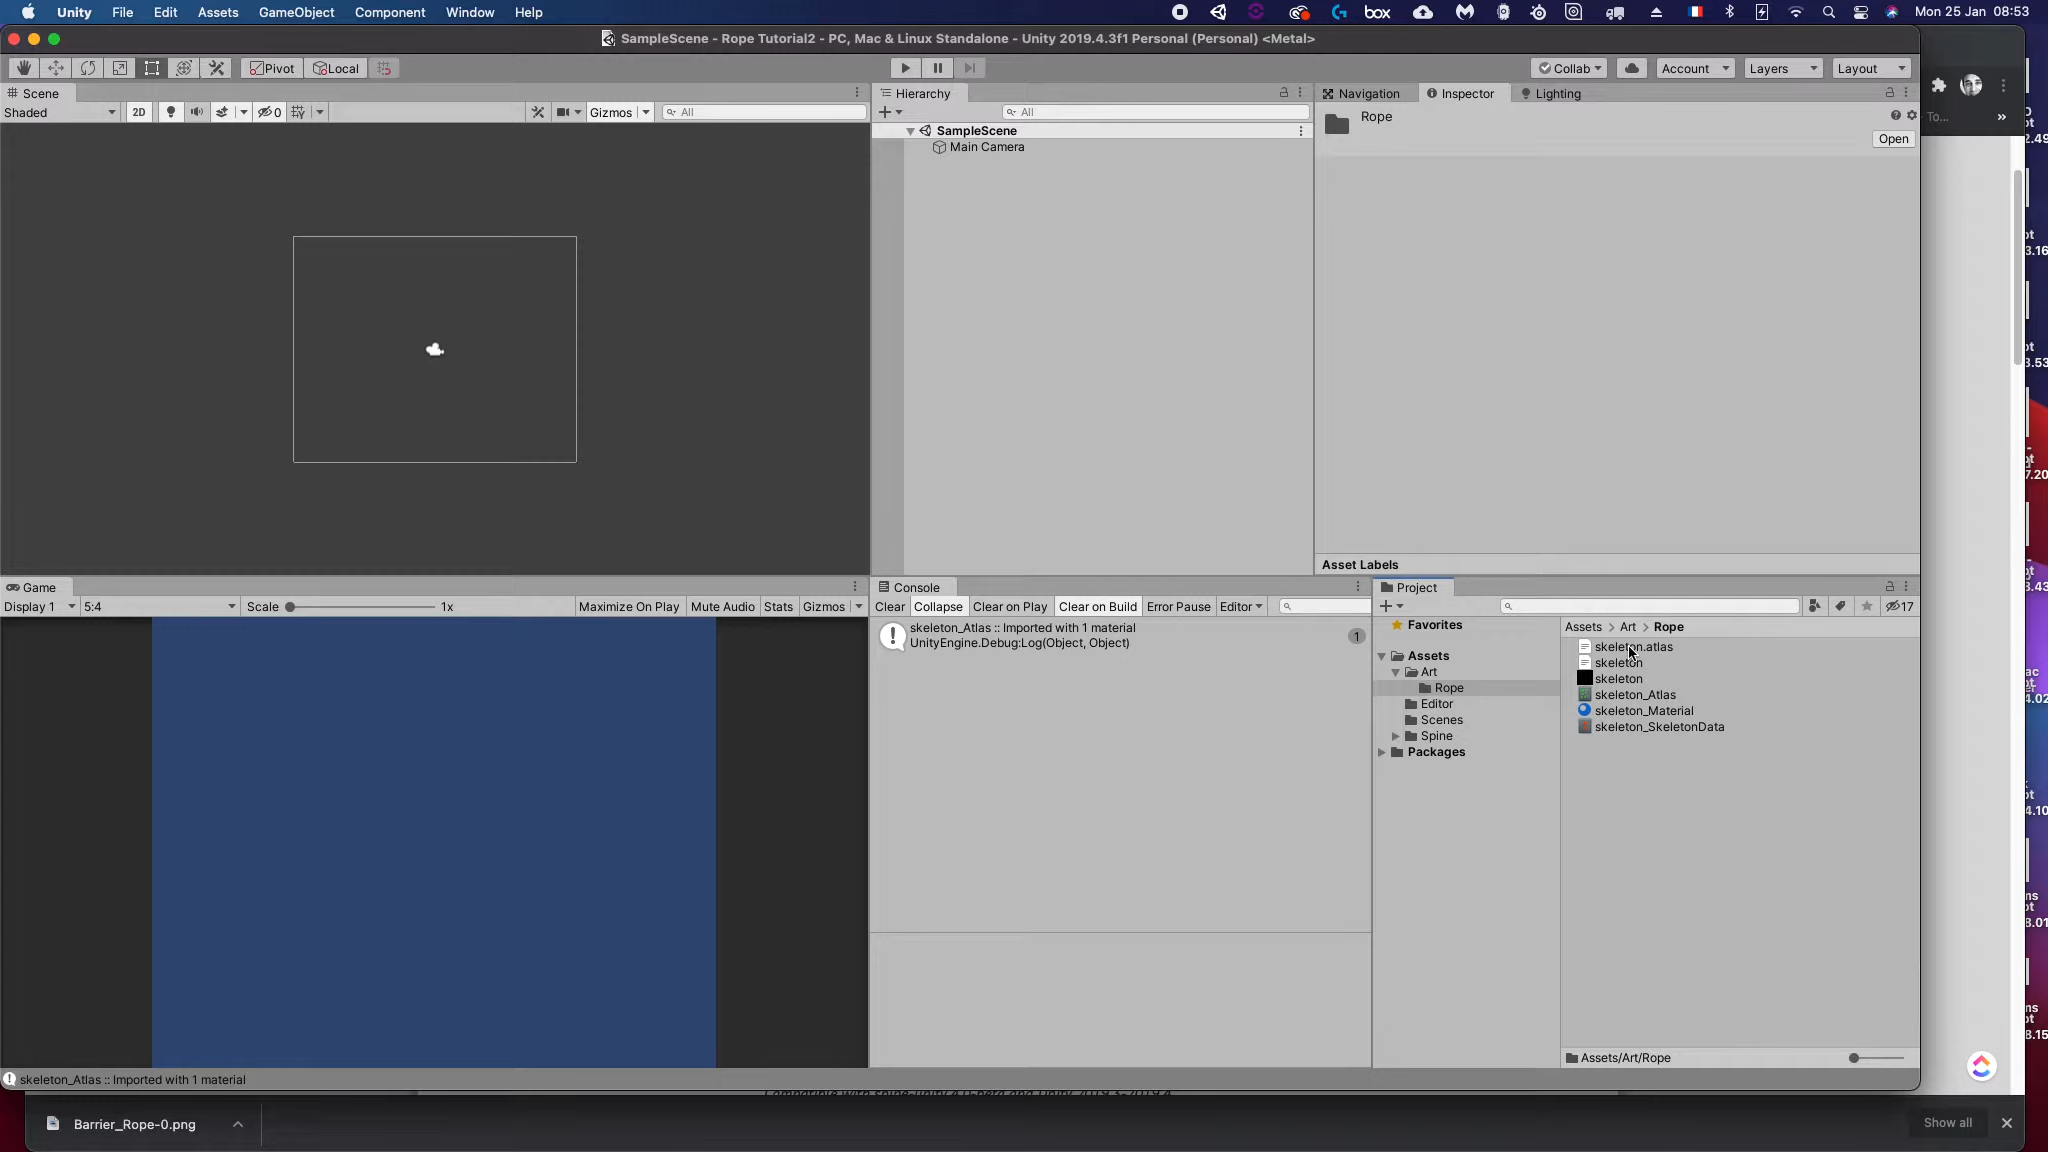 Unity File Edit Assets GameObject Component Window Help box Mon 25 Jan 08:53
SampleScene - Rope Tutorial2 - PC, Mac & Linux Standalone - Unity 2019.4.3f1 Personal (Personal) <Metal>
Pivot Local Collab Account Layers Layout
Scene Hierarchy Navigation Inspector Lighting
Shaded 2D 0 Gizmos All All
Rope
To...
Open
SampleScene
Main Camera
Asset Labels
Game Console Project
Display 1 5:4 Scale 1x Maximize On Play Mute Audio Stats Gizmos Clear Collapse Clear on Play Clear on Build Error Pause Editor 17
skeleton_Atlas :: Imported with 1 material
UnityEngine.Debug:Log(Object, Object)
1
Favorites
Assets
Art
Rope
Editor
Scenes
Spine
Packages
Assets > Art > Rope
skeleton.atlas
skeleton
skeleton
skeleton_Atlas
skeleton_Material
skeleton_SkeletonData
Assets/Art/Rope
skeleton_Atlas :: Imported with 1 material
Barrier_Rope-0.png
Show all